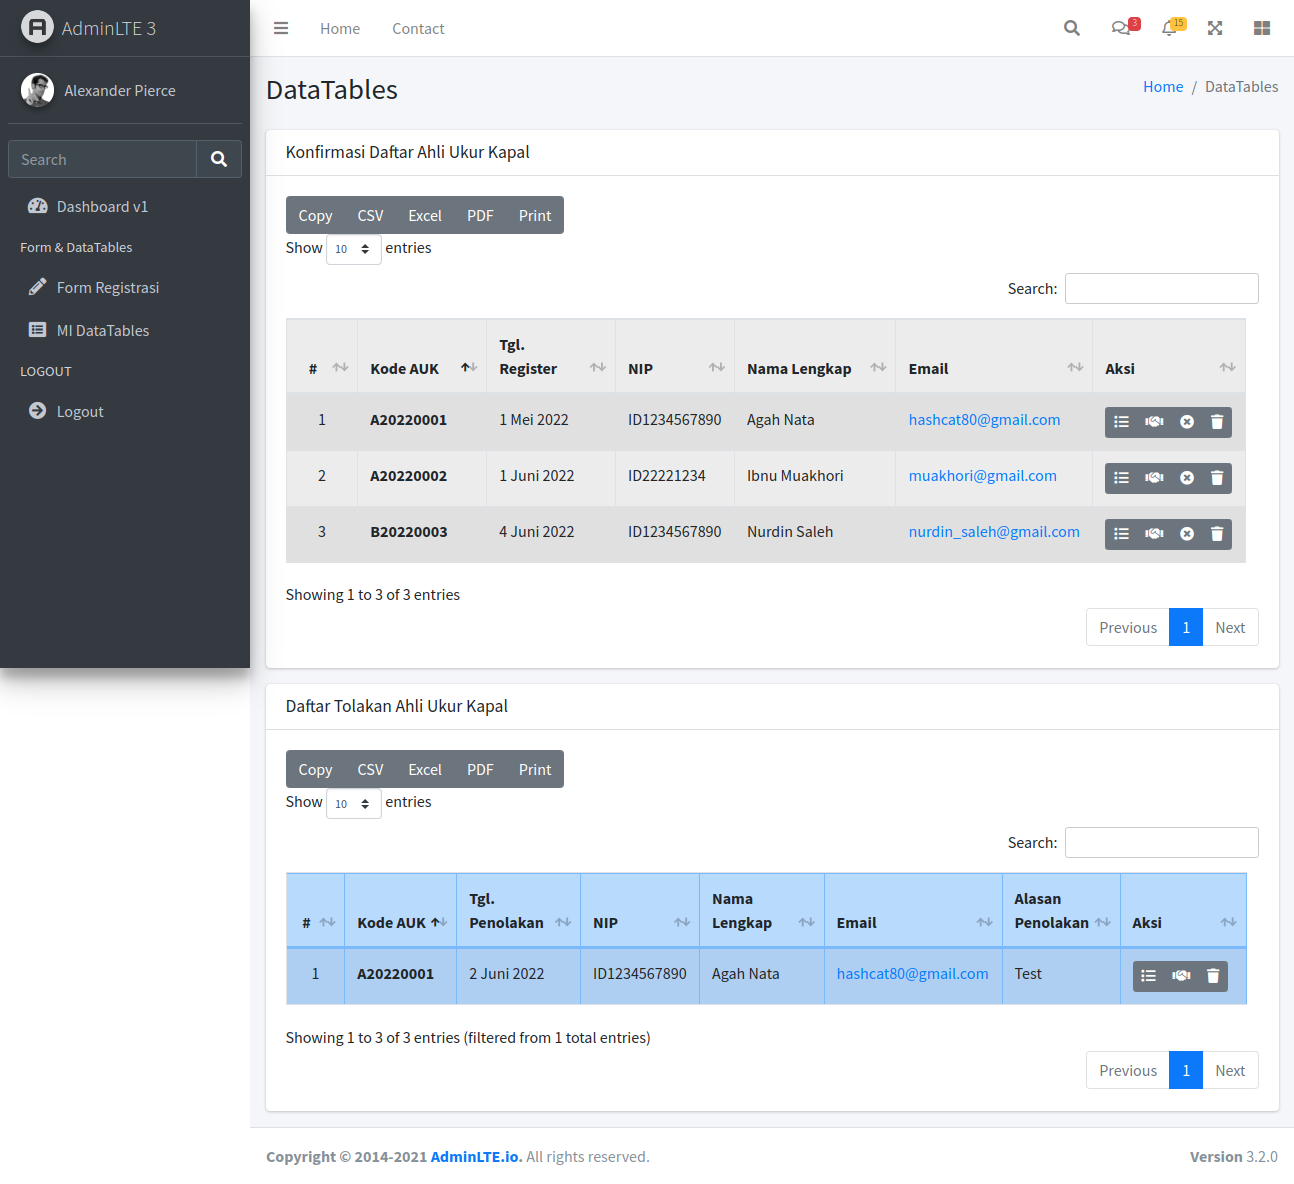 AdminLTE 3
Alexander Pierce
Search
Dashboard v1
Form & DataTables
Form Registrasi
MI DataTables
LOGOUT
Logout
Home Contact
3 15
DataTables
Home / DataTables
Konfirmasi Daftar Ahli Ukur Kapal
Copy CSV Excel PDF Print
Show 10 entries
Search:
# Kode AUK Tgl. Register NIP Nama Lengkap Email Aksi
1 A20220001 1 Mei 2022 ID1234567890 Agah Nata hashcat80@gmail.com
2 A20220002 1 Juni 2022 ID22221234 Ibnu Muakhori muakhori@gmail.com
3 B20220003 4 Juni 2022 ID1234567890 Nurdin Saleh nurdin_saleh@gmail.com
Showing 1 to 3 of 3 entries
Previous 1 Next
Daftar Tolakan Ahli Ukur Kapal
Copy CSV Excel PDF Print
Show 10 entries
Search:
# Kode AUK Tgl. Penolakan NIP Nama Lengkap Email Alasan Penolakan Aksi
1 A20220001 2 Juni 2022 ID1234567890 Agah Nata hashcat80@gmail.com Test
Showing 1 to 3 of 3 entries (filtered from 1 total entries)
Previous 1 Next
Copyright © 2014-2021 AdminLTE.io. All rights reserved.
Version 3.2.0